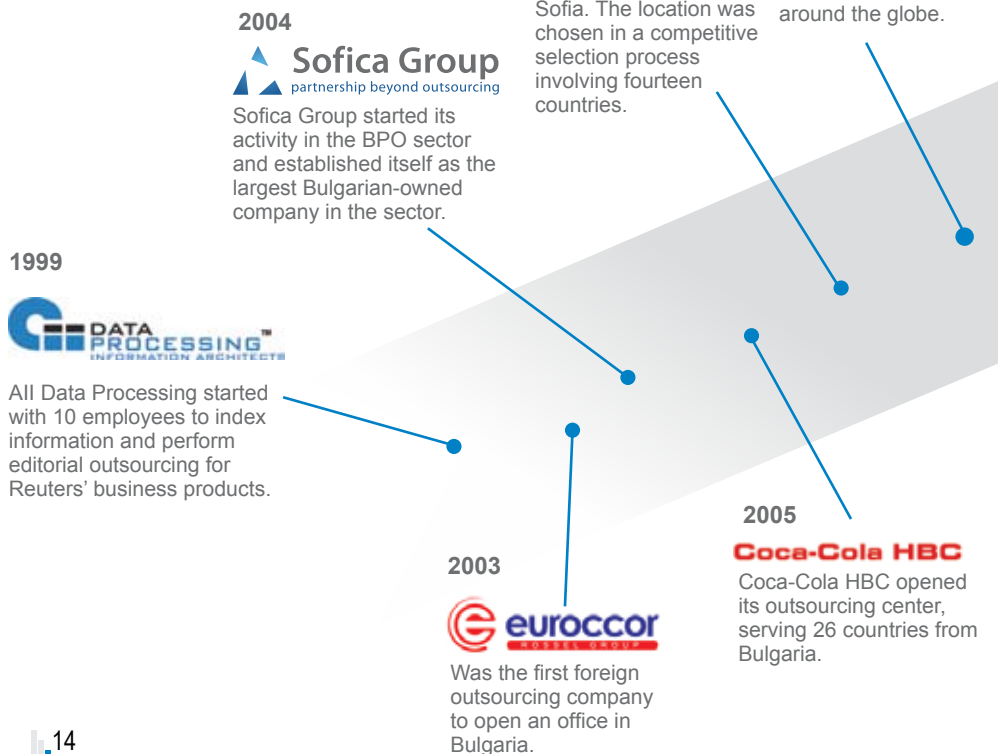 2004
Sofica Group
partnership beyond outsourcing
Sofica Group started its
activity in the BPO sector
and established itself as the
largest Bulgarian-owned
company in the sector.
Sofia. The location was
chosen in a competitive
selection process
involving fourteen
countries.
around the globe.
1999
AII DATA
PROCESSING™
INFORMATION ARCHITECTS
AII Data Processing started
with 10 employees to index
information and perform
editorial outsourcing for
Reuters’ business products.
2003
euroccor
ROSSEL GROUP
Was the first foreign
outsourcing company
to open an office in
Bulgaria.
2005
Coca-Cola HBC
Coca-Cola HBC opened
its outsourcing center,
serving 26 countries from
Bulgaria.
14